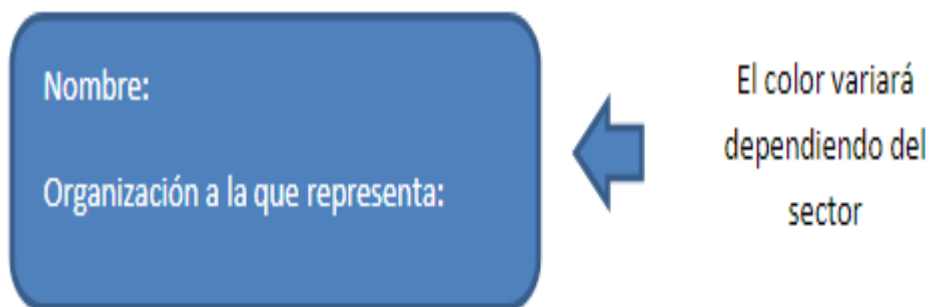 Nombre:
Organización a la que representa:
El color variará
dependiendo del
sector